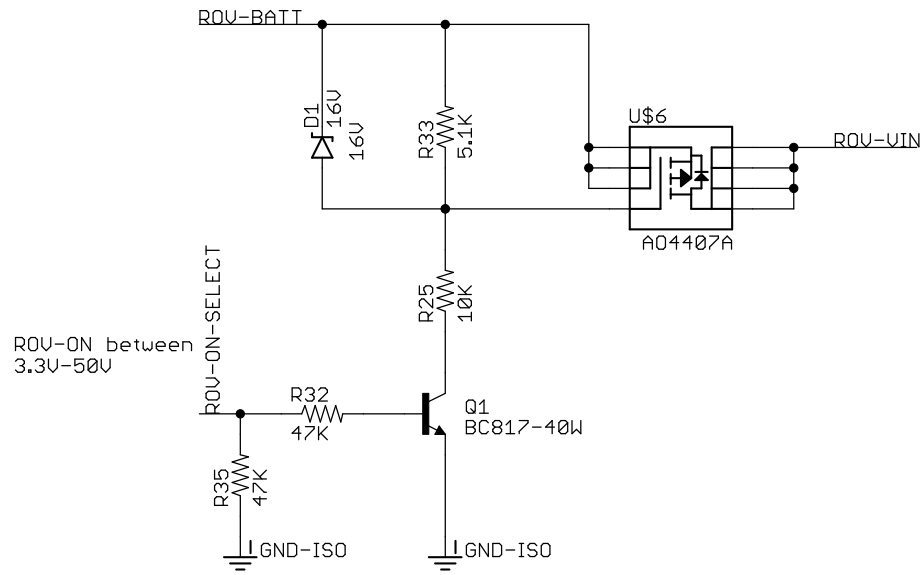 ROV-BATT
D1
16V
16V
R33
5.1K
U$6
ROV-VIN
AO4407A
ROV-ON-SELECT
R25
10K
ROV-ON between
3.3V-50V
R32
47K
Q1
BC817-40W
R35
47K
GND-ISO
GND-ISO